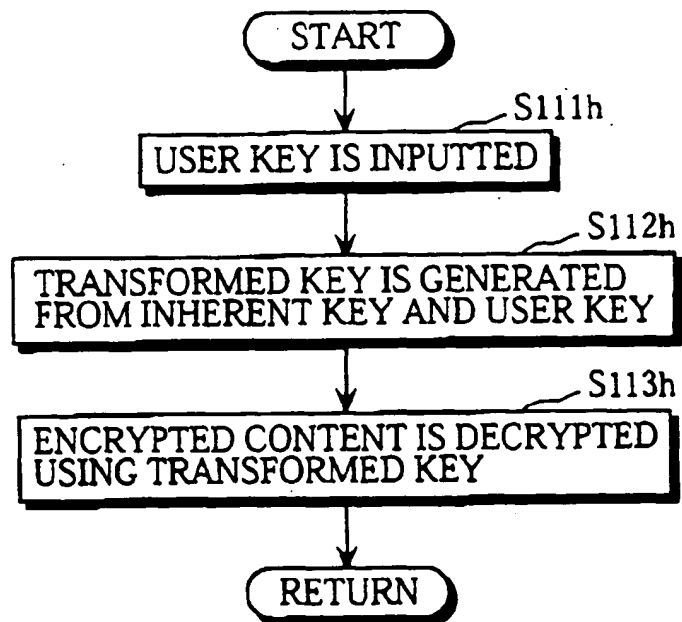 START
S111h
USER KEY IS INPUTTED
S112h
TRANSFORMED KEY IS GENERATED
FROM INHERENT KEY AND USER KEY
S113h
ENCRYPTED CONTENT IS DECRYPTED
USING TRANSFORMED KEY
RETURN